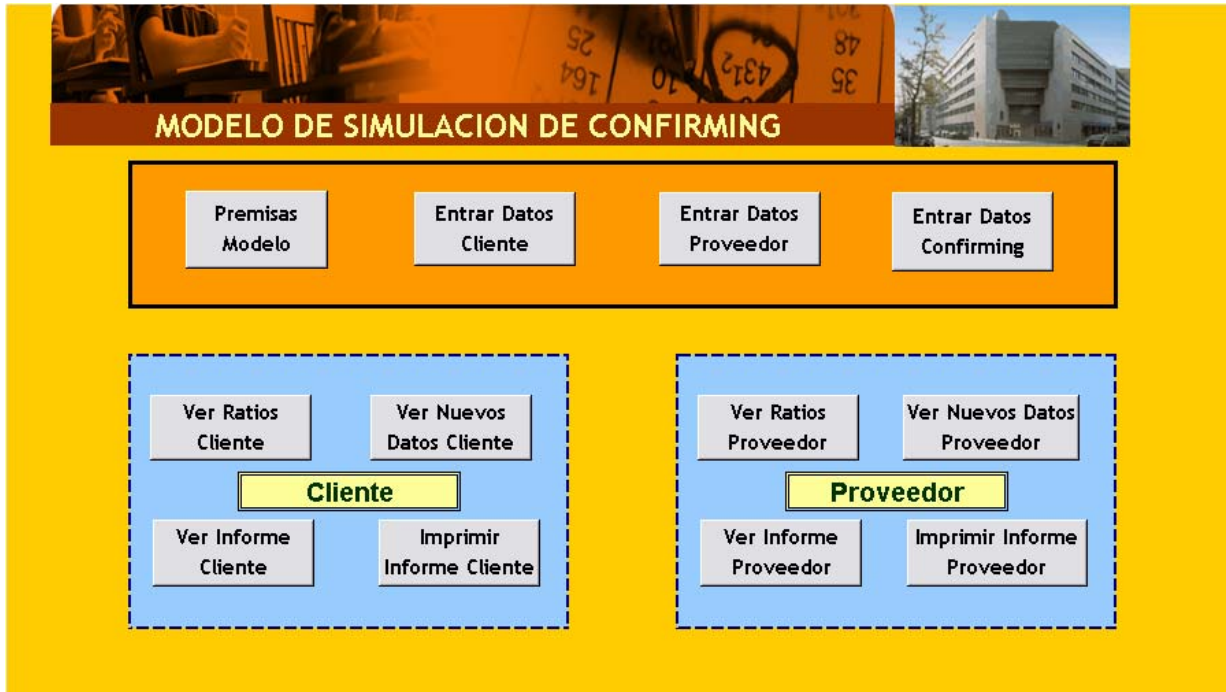 MODELO DE SIMULACION DE CONFIRMING
Premisas
Modelo
Entrar Datos
Cliente
Entrar Datos
Proveedor
Entrar Datos
Confirming
Ver Ratios
Cliente
Ver Nuevos
Datos Cliente
Cliente
Ver Informe
Cliente
Imprimir
Informe Cliente
Ver Ratios
Proveedor
Ver Nuevos Datos
Proveedor
Proveedor
Ver Informe
Proveedor
Imprimir Informe
Proveedor